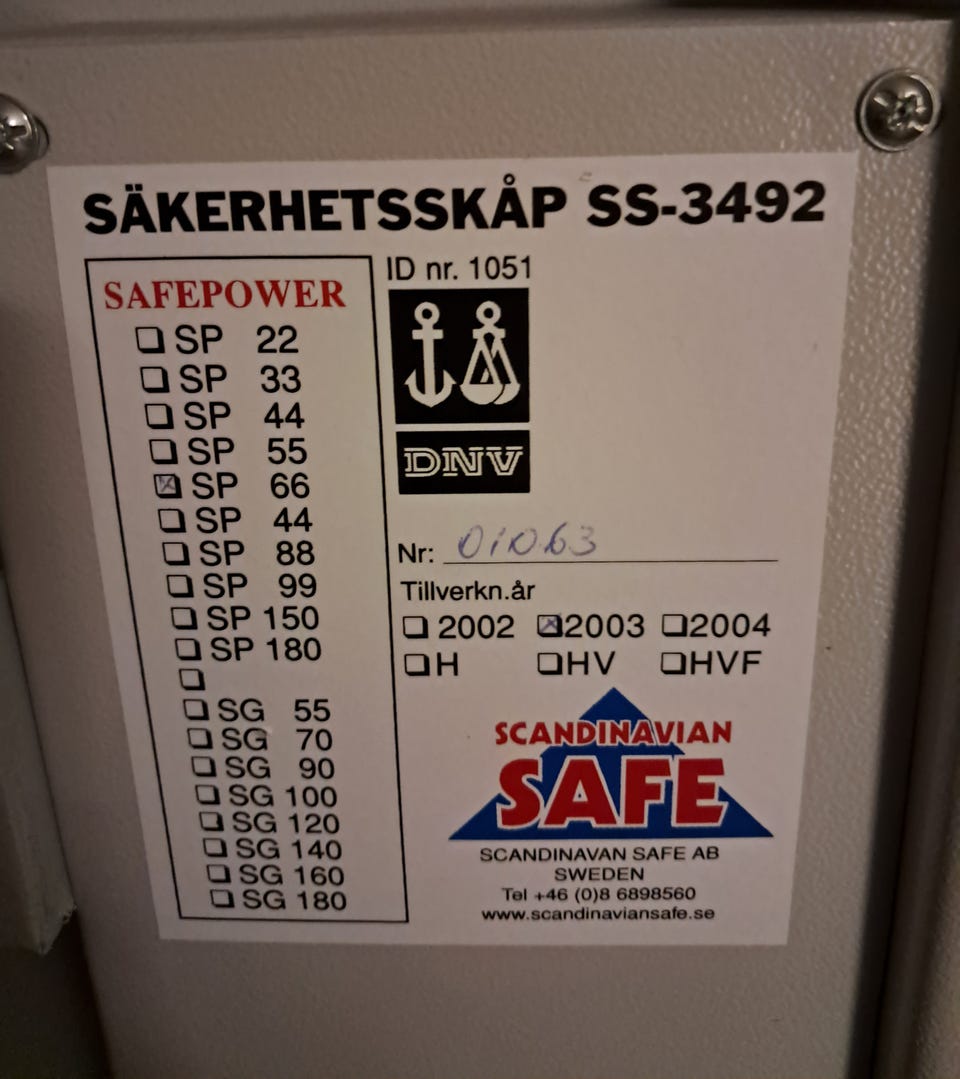 SÄKERHETSSKÅP SS-3492
SAFEPOWER
SP 22
SP 33
SP 44
SP 55
SP 66
SP 44
SP 88
SP 99
SP 150
SP 180
SG 55
SG 70
SG 90
SG 100
SG 120
SG 140
SG 160
SG 180
ID nr. 1051
DNV
Nr: 01063
Tillverkn.år
2002 2003 2004
H HV HVF
SCANDINAVIAN
SAFE
SCANDINAVAN SAFE AB
SWEDEN
Tel +46 (0)8 6898560
www.scandinaviansafe.se